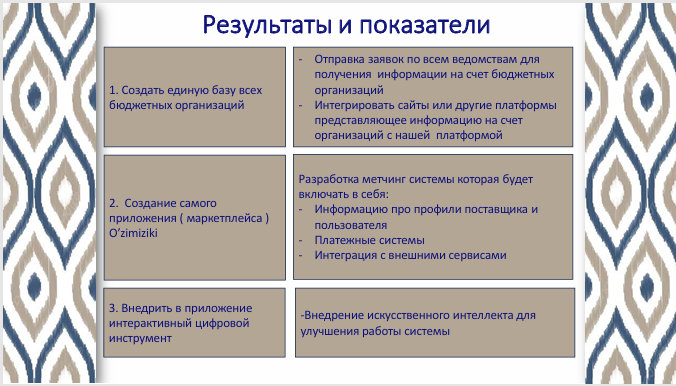 Результаты и показатели
1. Создать единую базу всех
бюджетных организаций
- Отправка заявок по всем ведомствам для
получения информации на счет бюджетных
организаций
- Интегрировать сайты или другие платформы
представляющее информацию на счет
организаций с нашей платформой
2. Создание самого
приложения ( маркетплейса )
O'zimiziki
Разработка метчинг системы которая будет
включать в себя:
- Информацию про профили поставщика и
пользователя
- Платежные системы
- Интеграция с внешними сервисами
3. Внедрить в приложение
интерактивный цифровой
инструмент
-Внедрение искусственного интеллекта для
улучшения работы системы